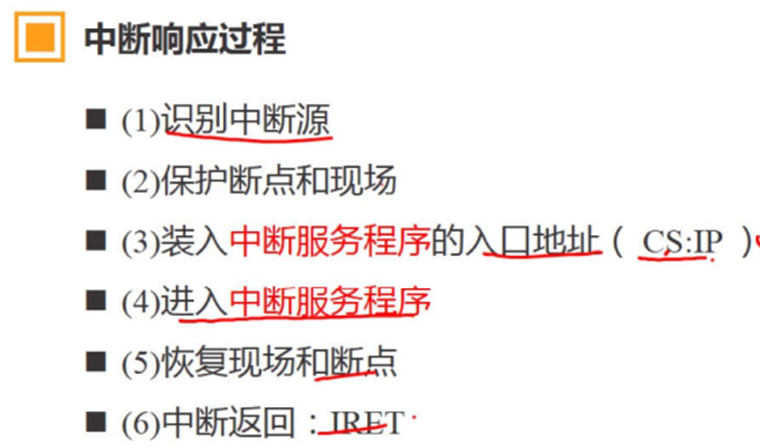 中断响应过程
(1)识别中断源
(2)保护断点和现场
(3)装入中断服务程序的入口地址( CS:IP )
(4)进入中断服务程序
(5)恢复现场和断点
(6)中断返回:IRET